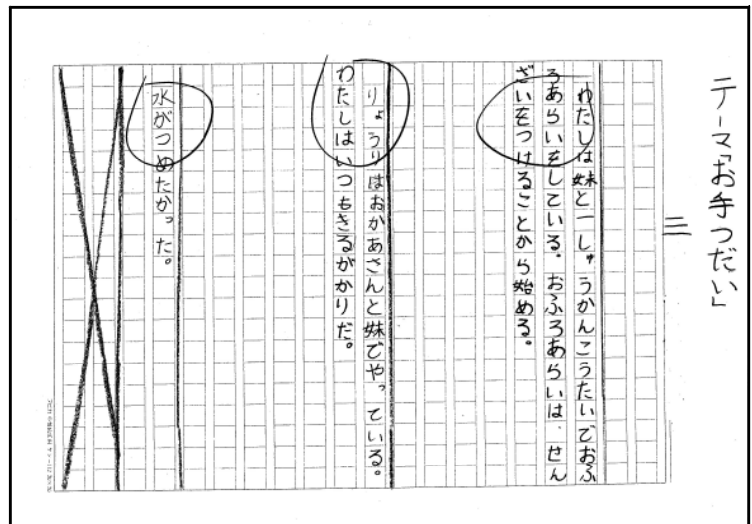 テーマ「お手つだい」
三
わたしは妹と一しゅうかんこうたいでおふ
ろあらいをしている。おふろあらいは、せん
ざいをつけることから始める。
りょうりはおかあさんと妹でやっている。
わたしはいつもきるがかりだ。
水がつめたかった。